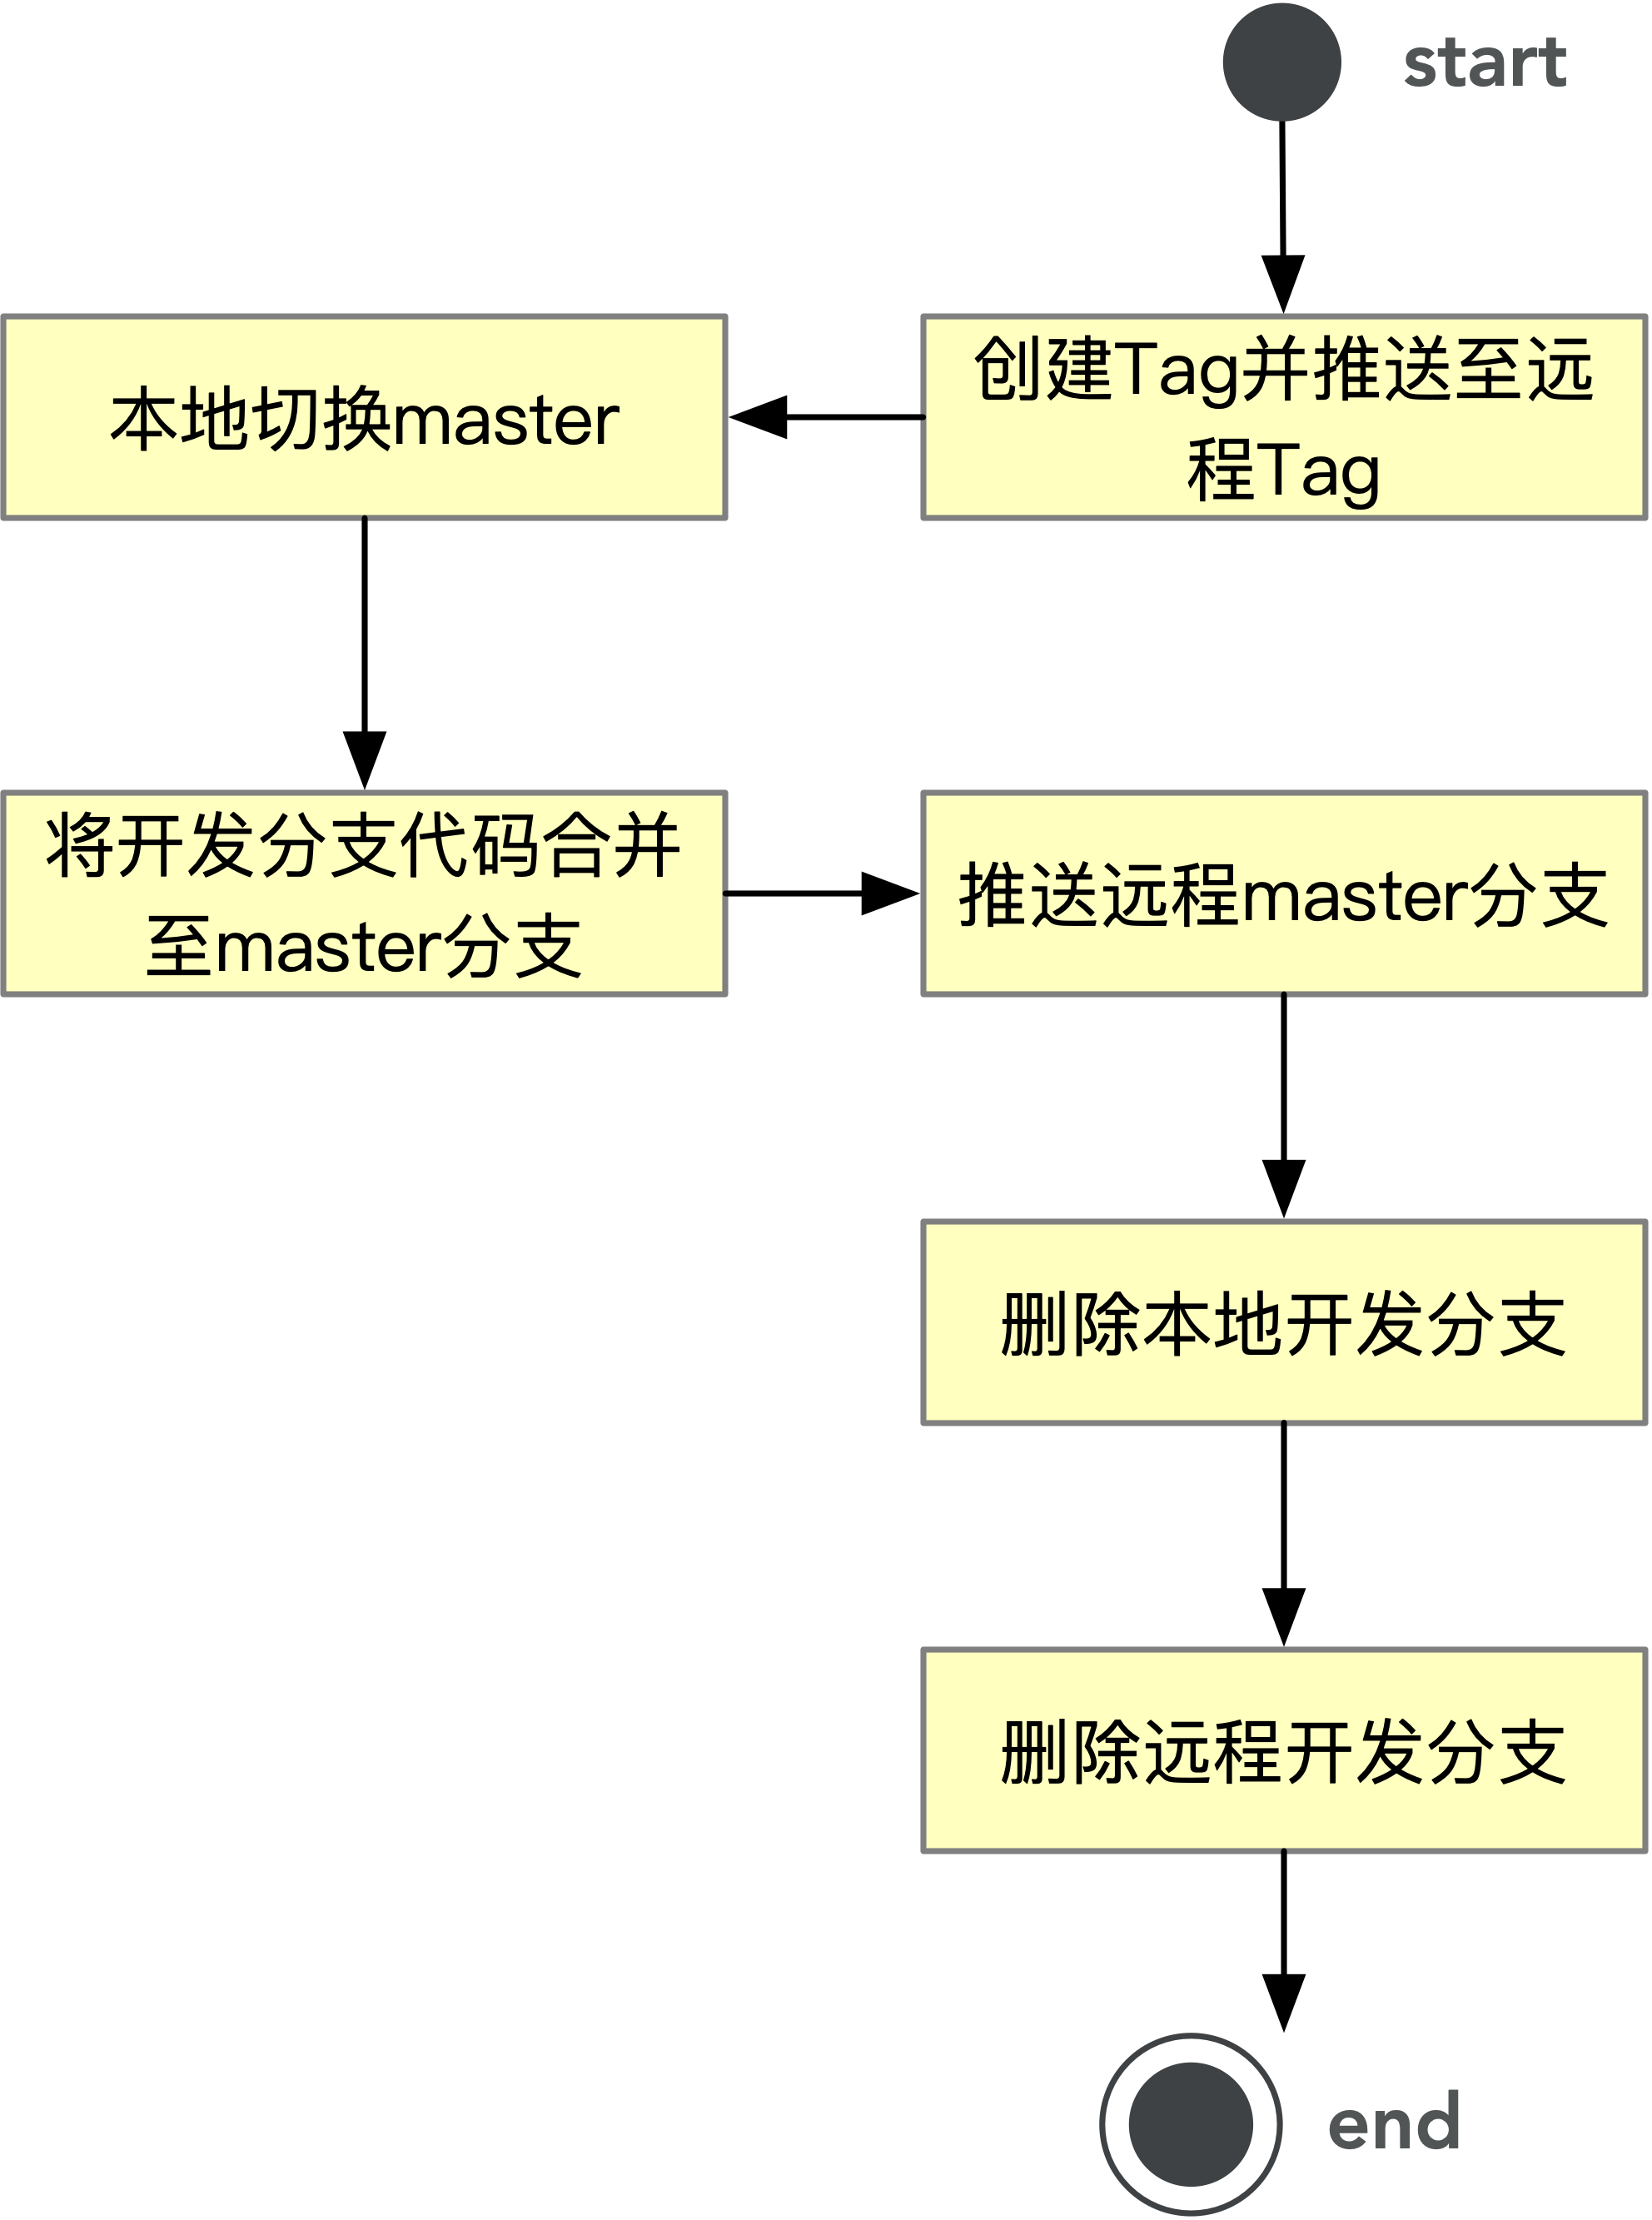 start
创建Tag并推送至远
程Tag
本地切换master
将开发分支代码合并
至master分支
推送远程master分支
删除本地开发分支
删除远程开发分支
end